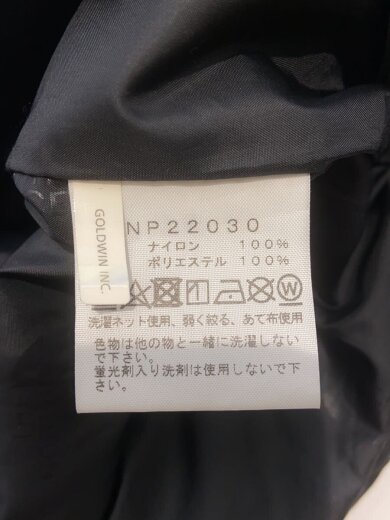 GOLDWIN INC.
NP22030
ナイロン 100%
ポリエステル 100%
洗濯ネット使用、弱く絞る、あて布使用
色物は他の物と一緒に洗濯しない
で下さい。
蛍光剤入り洗剤は使用しないで下
さい。